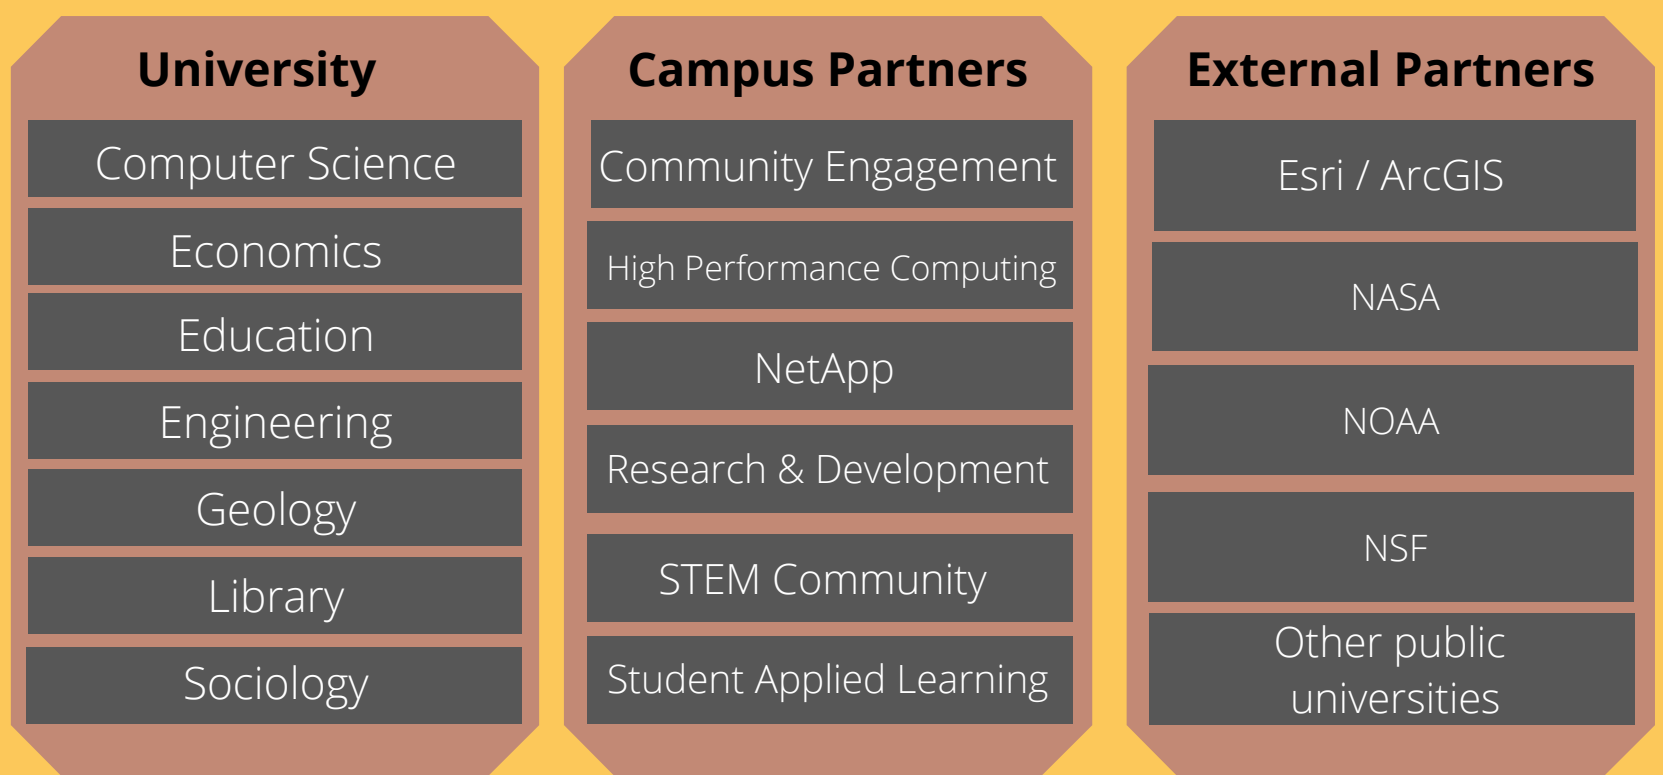 University
Computer Science
Economics
Education
Engineering
Geology
Library
Sociology
Campus Partners
Community Engagement
High Performance Computing
NetApp
Research & Development
STEM Community
Student Applied Learning
External Partners
Esri / ArcGIS
NASA
NOAA
NSF
Other public
universities